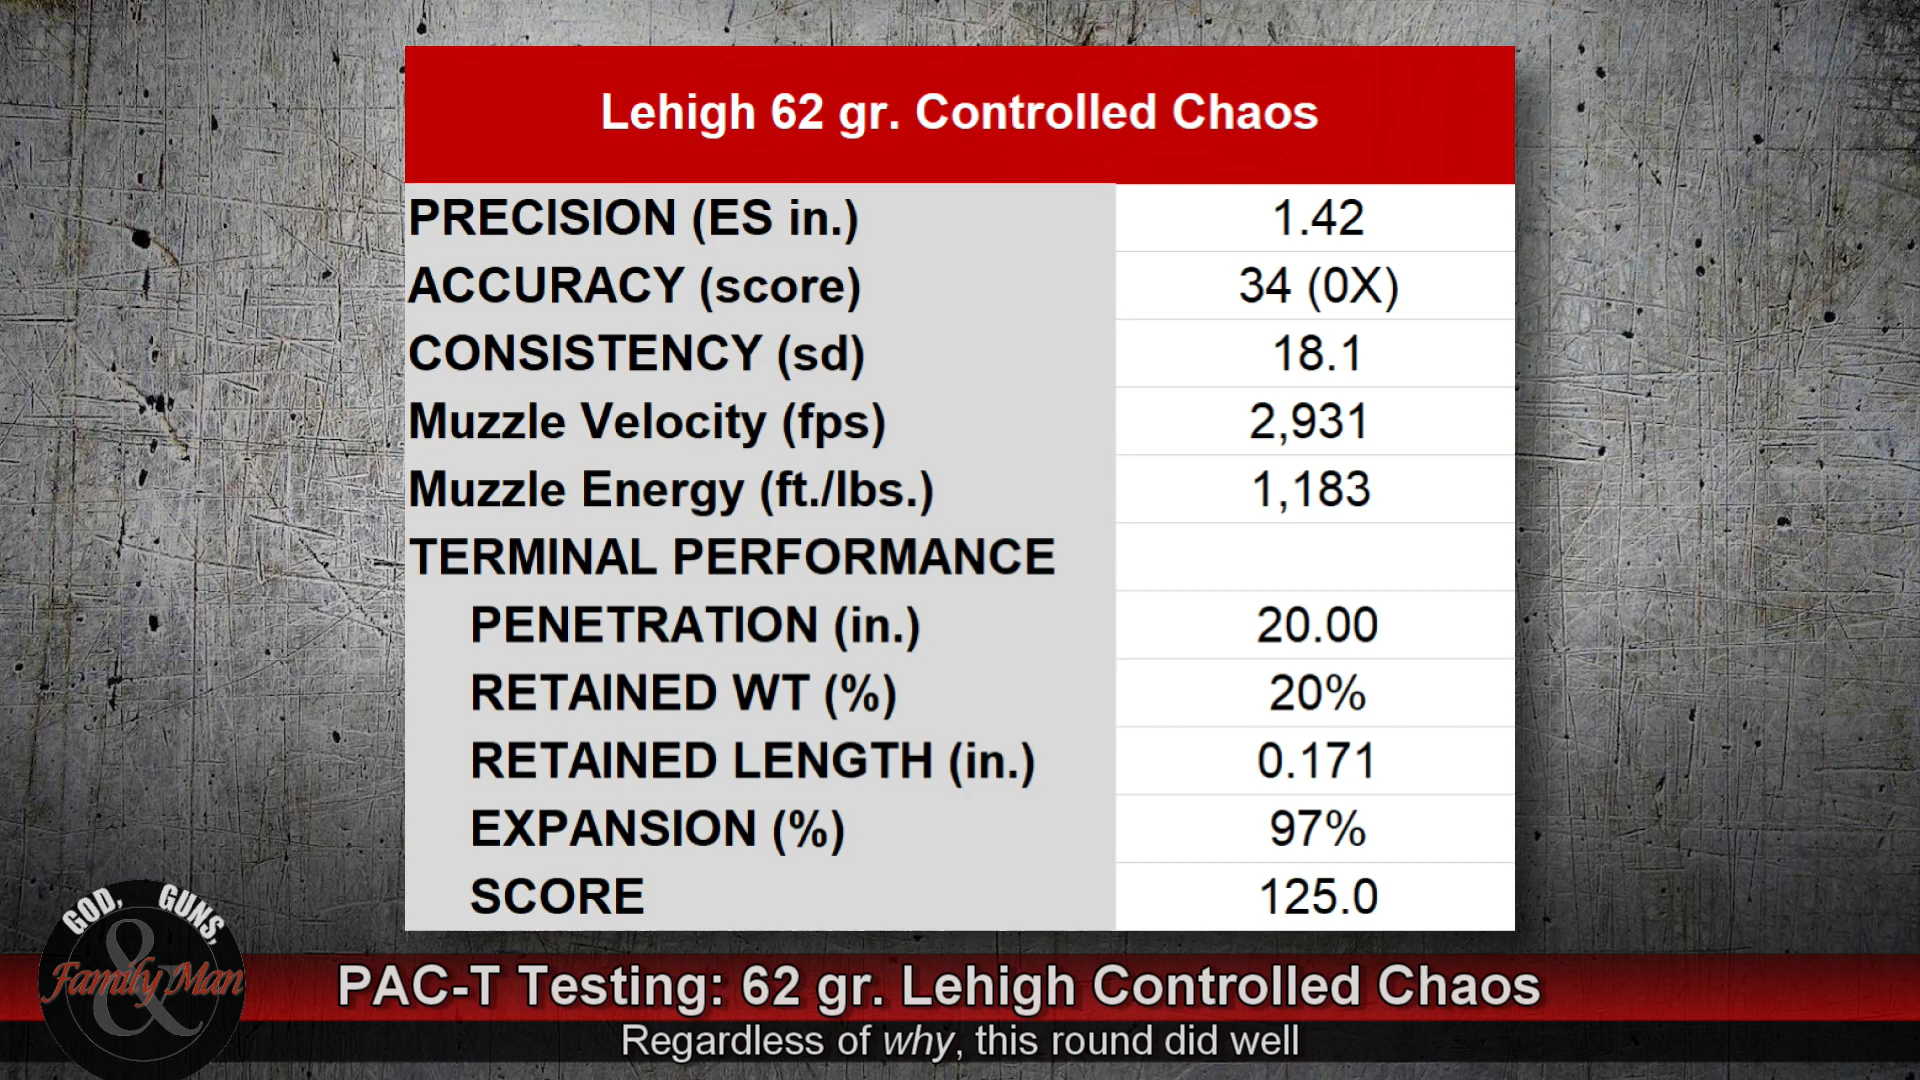 Lehigh 62 gr. Controlled Chaos
PRECISION (ES in.) 1.42
ACCURACY (score) 34 (0X)
CONSISTENCY (sd) 18.1
Muzzle Velocity (fps) 2,931
Muzzle Energy (ft./lbs.) 1,183
TERMINAL PERFORMANCE
PENETRATION (in.) 20.00
RETAINED WT (%) 20%
RETAINED LENGTH (in.) 0.171
EXPANSION (%) 97%
SCORE 125.0
GOD, GUNS,
&
Family Man
PAC-T Testing: 62 gr. Lehigh Controlled Chaos
Regardless of why, this round did well